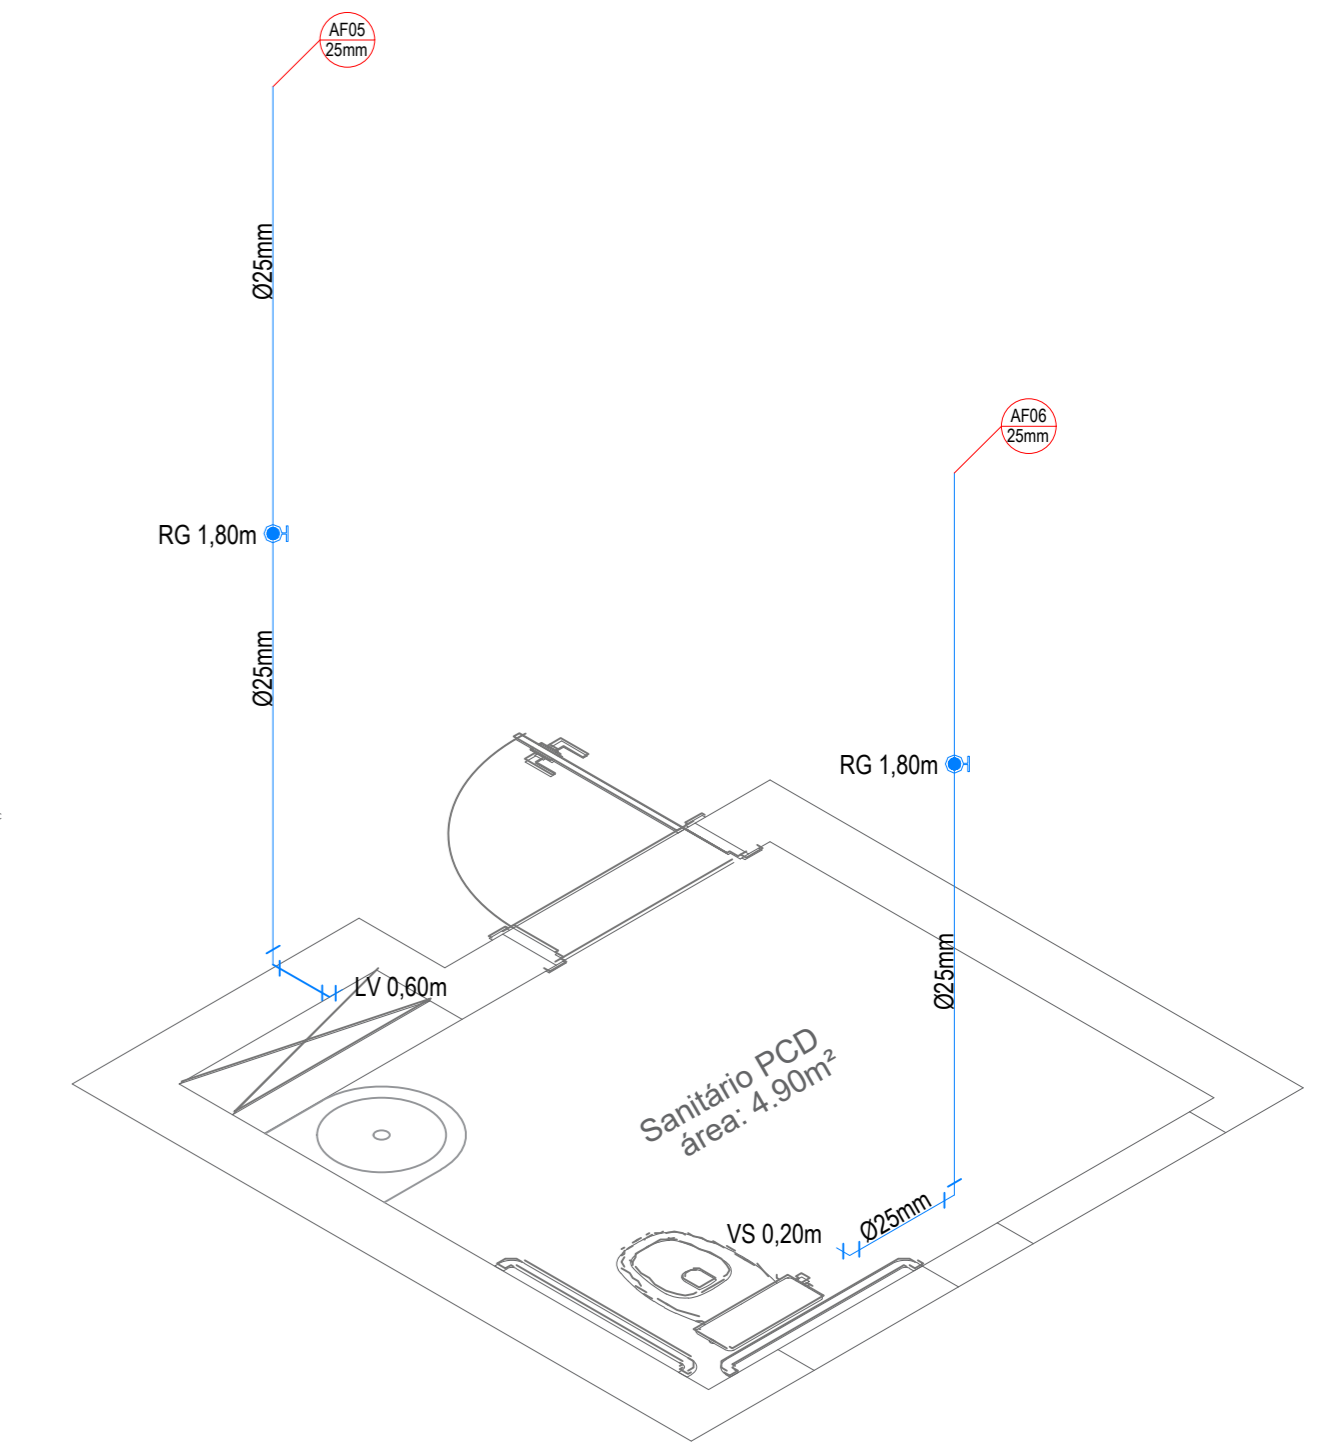 AF05
25mm
Ø25mm
AF06
25mm
RG 1,80m
Ø25mm
RG 1,80m
Ø25mm
LV 0,60m
Sanitário PCD
área: 4.90m²
Ø25mm
VS 0,20m